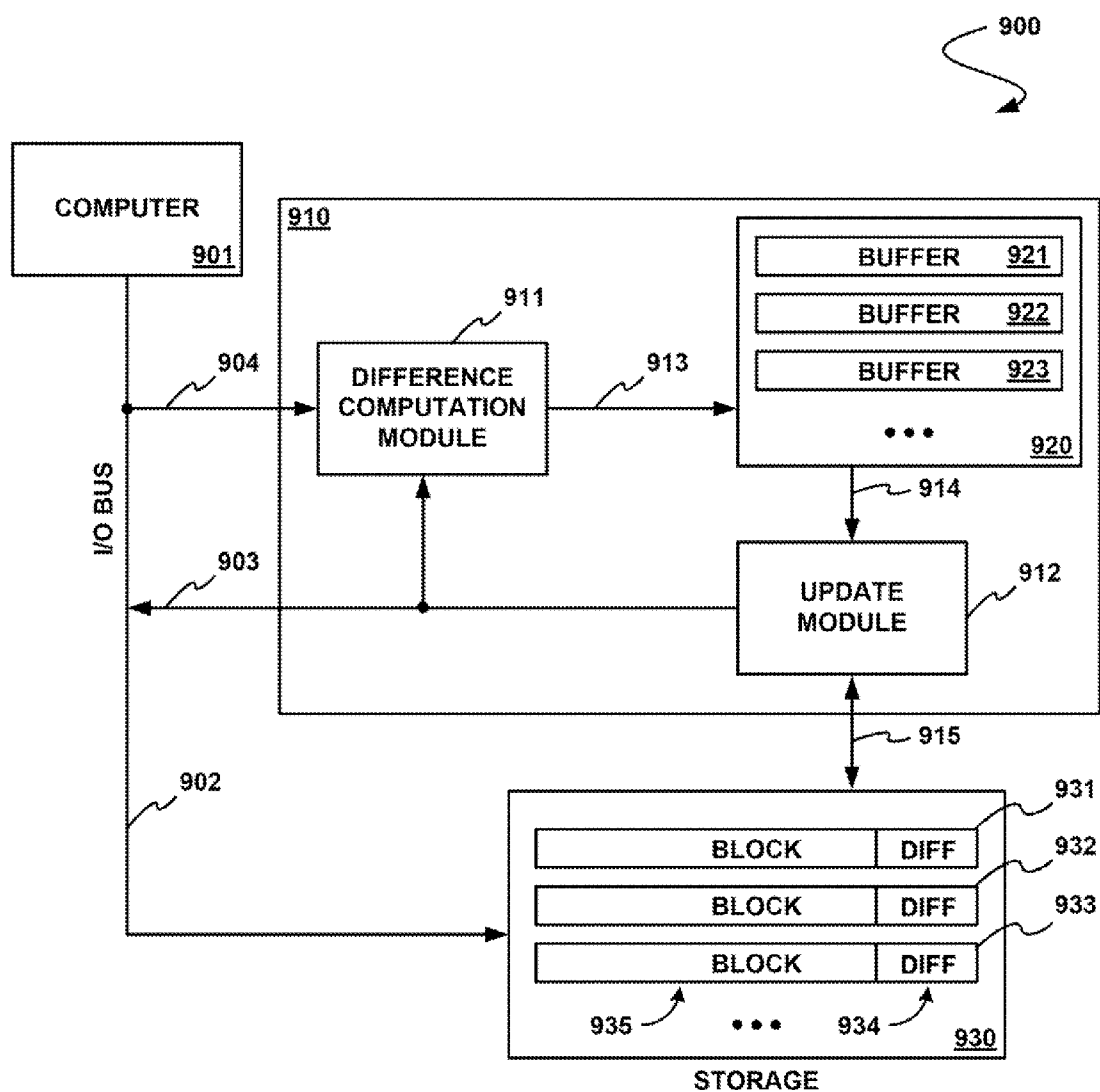 900
COMPUTER
901
910
BUFFER 921
BUFFER 922
BUFFER 923
920
911
904
DIFFERENCE
COMPUTATION
MODULE
913
914
I/O BUS
903
UPDATE
MODULE
912
915
902
931
BLOCK DIFF
932
BLOCK DIFF
933
BLOCK DIFF
935
934
930
STORAGE